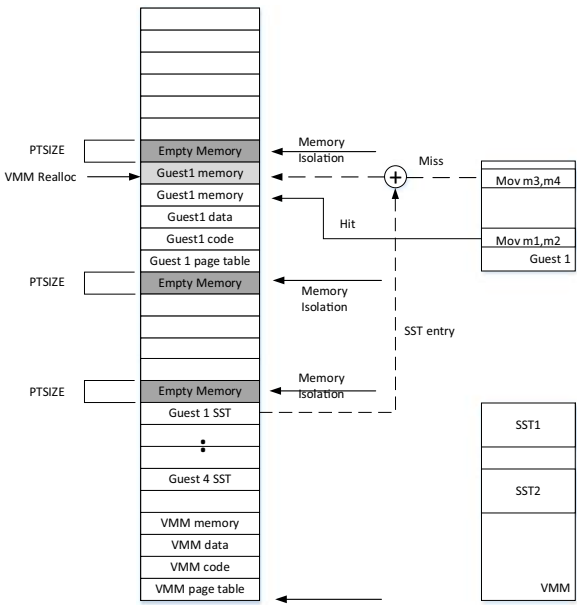 PTSIZE
Empty Memory
Memory
Isolation
Miss
VMM Realloc
Guest1 memory
Mov m3,m4
Guest1 memory
Guest1 data
Hit
Guest1 code
Mov m1,m2
Guest 1 page table
Guest 1
PTSIZE
Empty Memory
Memory
Isolation
SST entry
PTSIZE
Empty Memory
Memory
Isolation
Guest 1 SST
SST1
:
Guest 4 SST
SST2
VMM memory
VMM data
VMM code
VMM page table
VMM